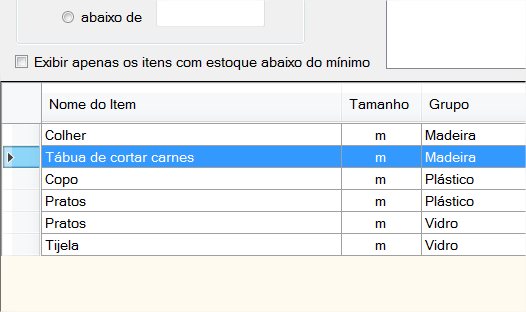 abaixo de
Exibir apenas os itens com estoque abaixo do mínimo
Nome do Item Tamanho Grupo
Colher m Madeira
Tábua de cortar carnes m Madeira
Copo m Plástico
Pratos m Plástico
Pratos m Vidro
Tijela m Vidro